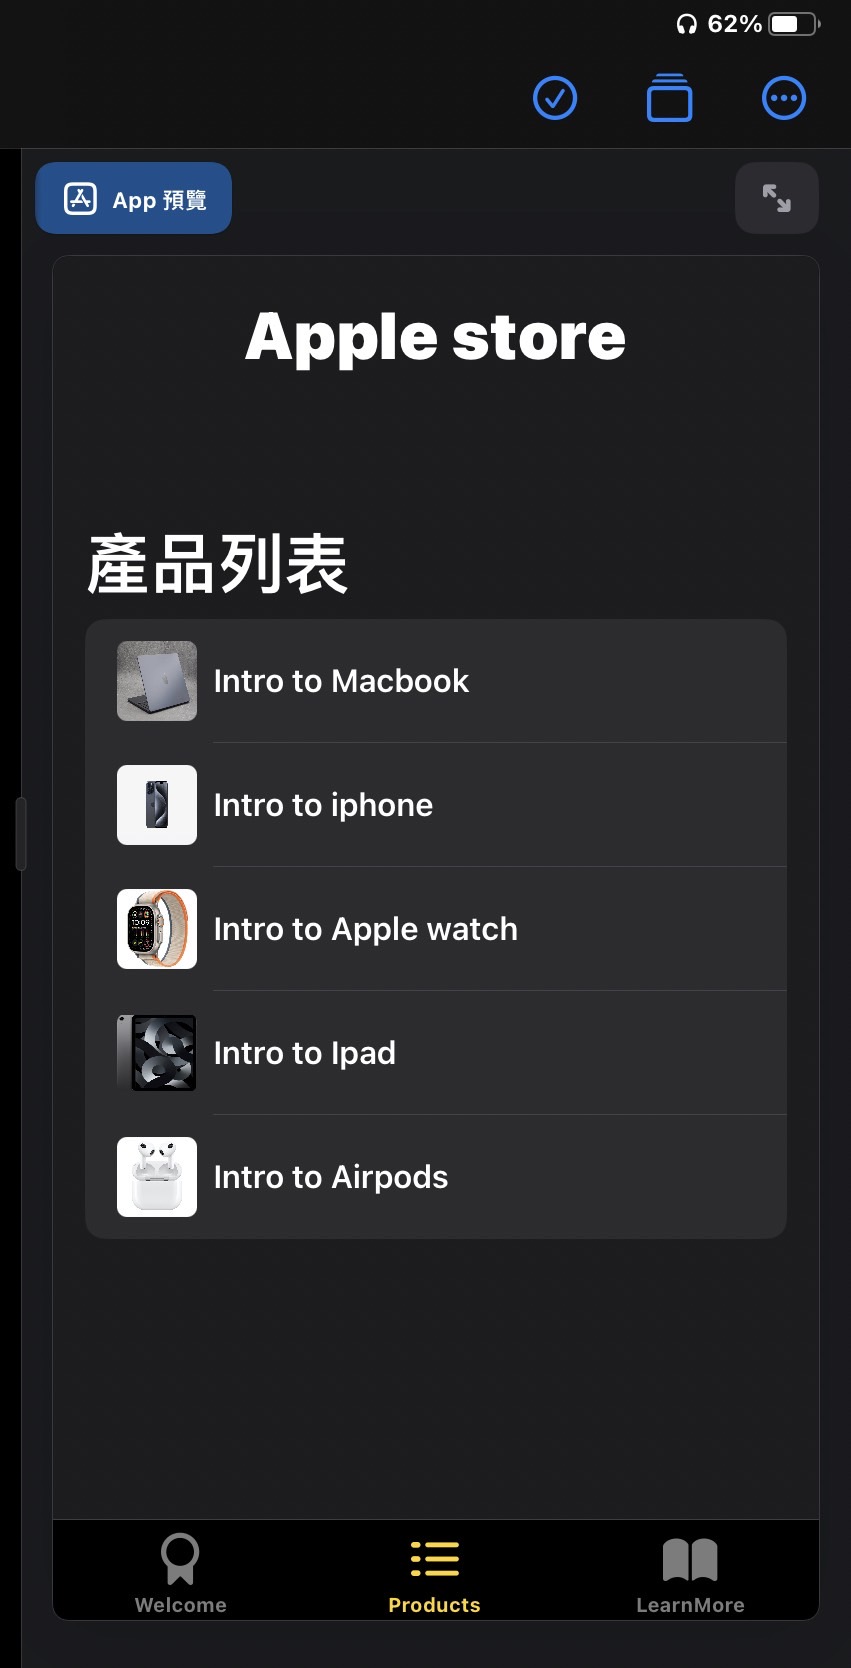 62%
App 預覽
Apple store
產品列表
Intro to Macbook
Intro to iphone
Intro to Apple watch
Intro to Ipad
Intro to Airpods
Welcome
Products
LearnMore